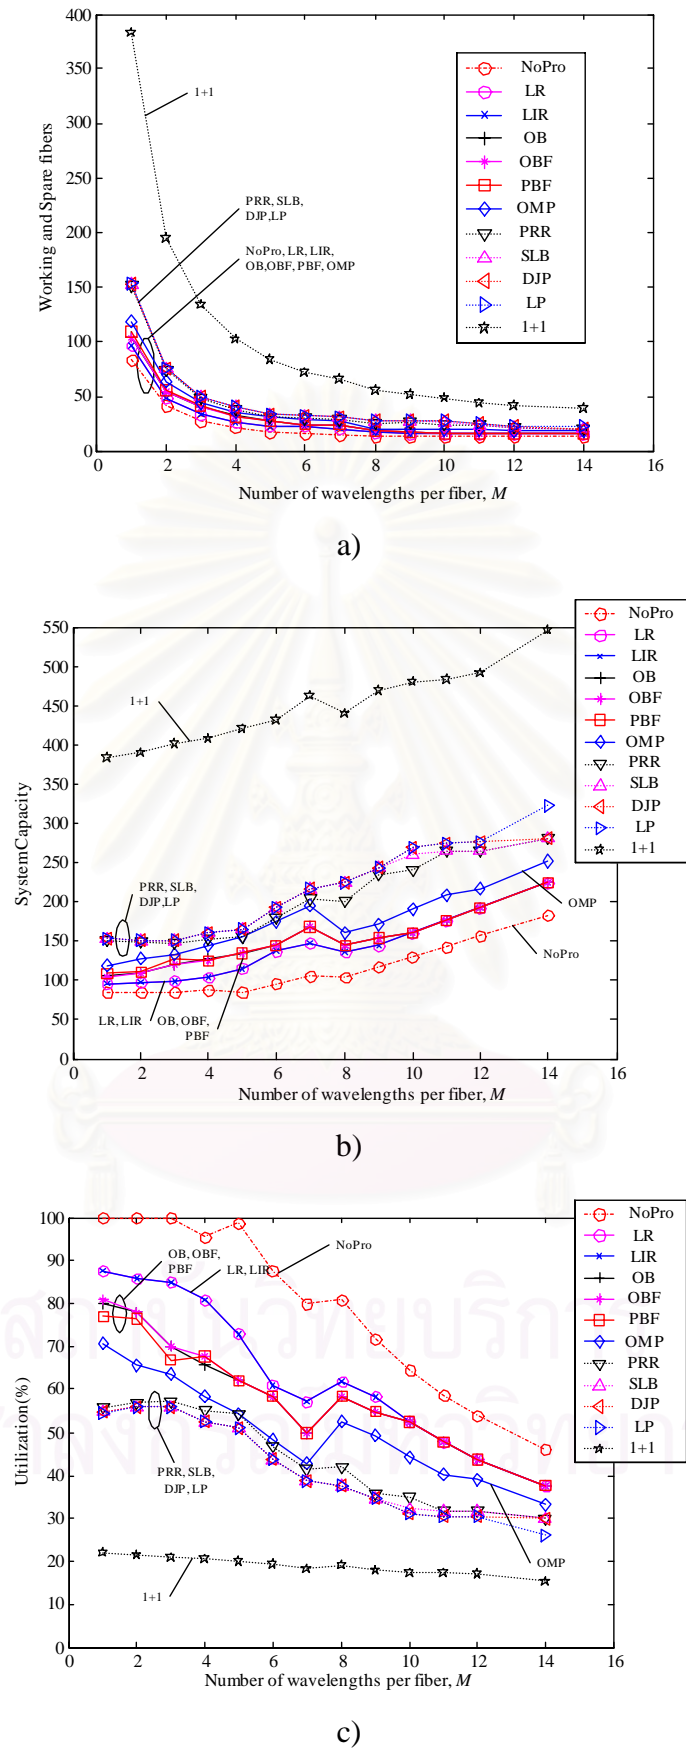 400
350
300
250
200
150
100
50
0
Working and Spare fibers
1+1
PRR, SLB,
DJP,LP
NoPro, LR, LIR,
OB,OBF, PBF, OMP
NoPro
LR
LIR
OB
OBF
PBF
OMP
PRR
SLB
DJP
LP
1+1
0 2 4 6 8 10 12 14 16
Number of wavelengths per fiber, M
a)
550
500
450
400
350
300
250
200
150
100
50
0
SystemCapacity
1+1
PRR, SLB,
DJP,LP
LR, LIR
OB, OBF,
PBF
OMP
NoPro
NoPro
LR
LIR
OB
OBF
PBF
OMP
PRR
SLB
DJP
LP
1+1
0 2 4 6 8 10 12 14 16
Number of wavelengths per fiber, M
b)
100
90
80
70
60
50
40
30
20
10
0
Utilization(%)
OB, OBF,
PBF
LR, LIR
NoPro
PRR, SLB,
DJP,LP
1+1
OMP
NoPro
LR
LIR
OB
OBF
PBF
OMP
PRR
SLB
DJP
LP
1+1
0 2 4 6 8 10 12 14 16
Number of wavelengths per fiber, M
c)